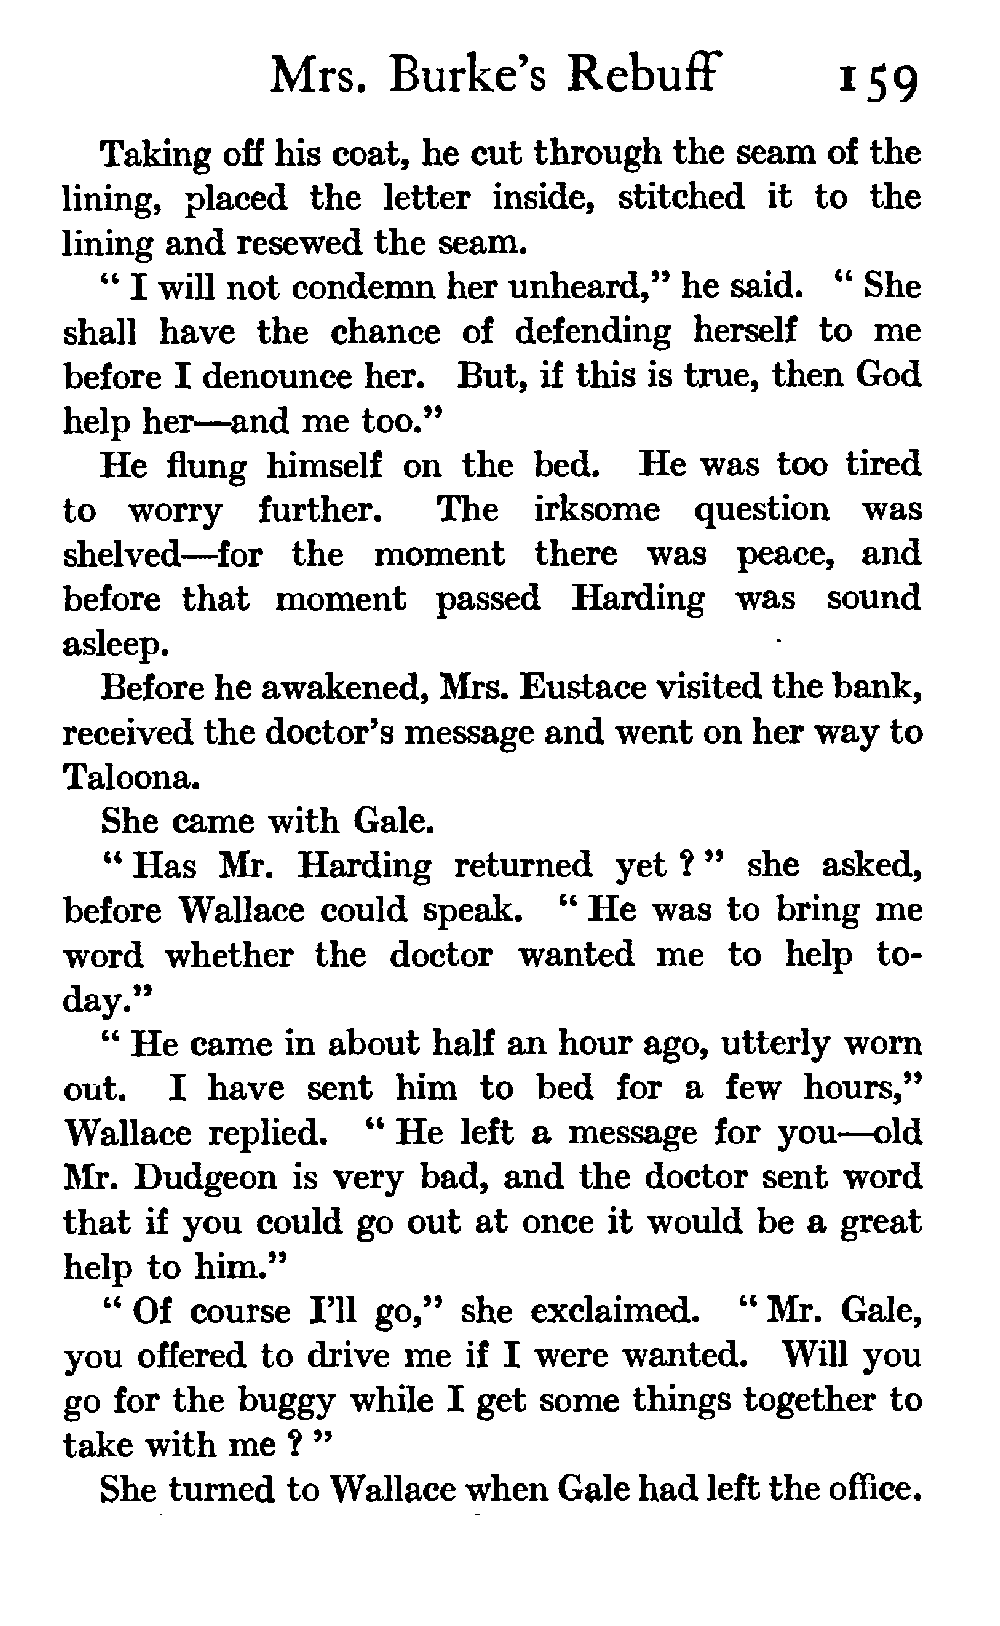 Mrs. Burke's Rebuff 159
Taking off his coat, he cut through the seam of the
lining, placed the letter inside, stitched it to the
lining and resewed the seam.
" I will not condemn her unheard," he said. " She
shall have the chance of defending herself to me
before I denounce her. But, if this is true, then God
help her—and me too."
He flung himself on the bed. He was too tired
to worry further. The irksome question was
shelved—for the moment there was peace, and
before that moment passed Harding was sound
asleep.
Before he awakened, Mrs. Eustace visited the bank,
received the doctor's message and went on her way to
Taloona.
She came with Gale.
" Has Mr. Harding returned yet ? " she asked,
before Wallace could speak. " He was to bring me
word whether the doctor wanted me to help to-
day."
" He came in about half an hour ago, utterly worn
out. I have sent him to bed for a few hours,"
Wallace replied. " He left a message for you—old
Mr. Dudgeon is very bad, and the doctor sent word
that if you could go out at once it would be a great
help to him."
" Of course I'll go," she exclaimed. " Mr. Gale,
you offered to drive me if I were wanted. Will you
go for the buggy while I get some things together to
take with me ? "
She turned to Wallace when Gale had left the office.